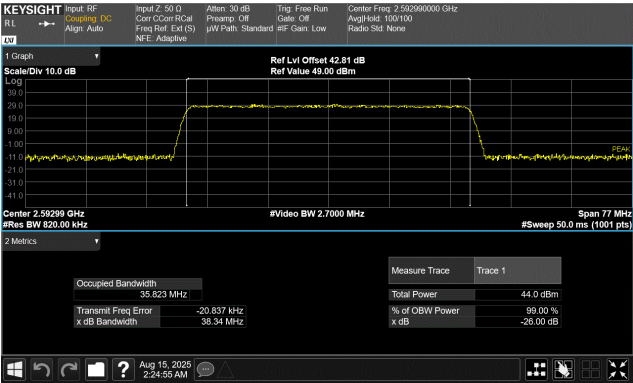 KEYSIGHT
RL
LXI
Input: RF
Coupling: DC
Align: Auto
Input Z: 50 Ω
Corr CCorr RCal
Freq Ref: Ext (S)
NFE: Adaptive
Atten: 30 dB
Preamp: Off
µW Path: Standard
Trig: Free Run
Gate: Off
#IF Gain: Low
Center Freq: 2.592990000 GHz
Avg|Hold: 100/100
Radio Std: None
1 Graph
Scale/Div 10.0 dB
Ref Lvl Offset 42.81 dB
Ref Value 49.00 dBm
Log
39.0
29.0
19.0
9.00
-1.00
-11.0
-21.0
-31.0
-41.0
PEAK
Center 2.59299 GHz
#Video BW 2.7000 MHz
Span 77 MHz
#Res BW 820.00 kHz
#Sweep 50.0 ms (1001 pts)
2 Metrics
Occupied Bandwidth
35.823 MHz
Transmit Freq Error -20.837 kHz
x dB Bandwidth 38.34 MHz
Measure Trace Trace 1
Total Power 44.0 dBm
% of OBW Power 99.00 %
x dB -26.00 dB
?
Aug 15, 2025
2:24:55 AM